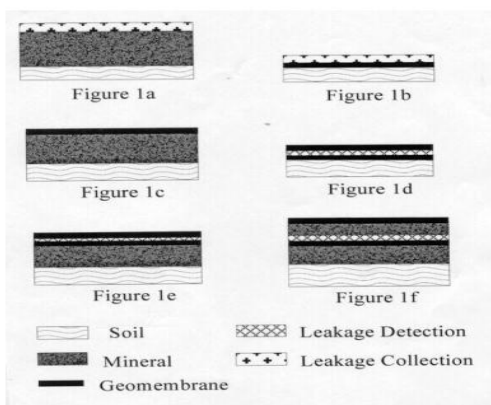 Figure 1a
Figure 1b
Figure 1c
Figure 1d
Figure 1e
Figure 1f
Soil
Leakage Detection
Mineral
Leakage Collection
Geomembrane